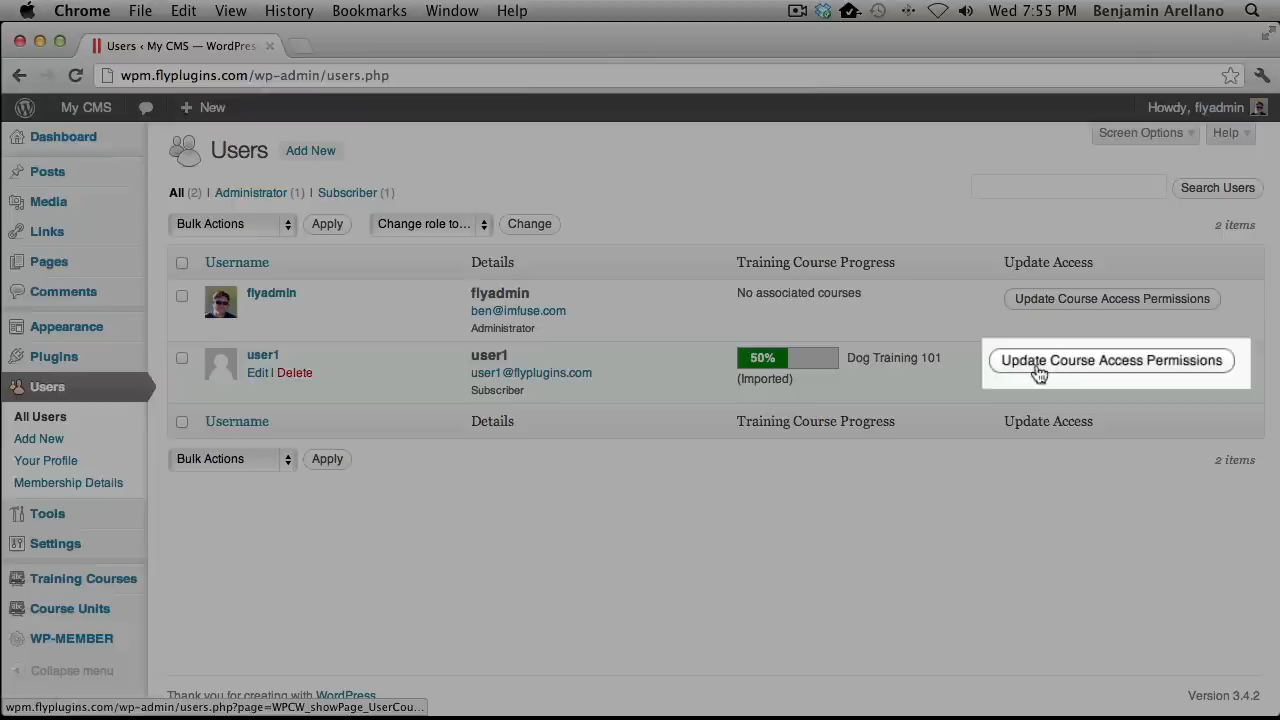 Chrome File Edit View History Bookmarks Window Help Wed 7:55 PM Benjamin Arellano
Users ‹ My CMS — WordPres
wpm.flyplugins.com/wp-admin/users.php
My CMS New Howdy, flyadmin
Screen Options Help
Dashboard
Posts
Media
Links
Pages
Comments
Appearance
Plugins
Users
All Users
Add New
Your Profile
Membership Details
Tools
Settings
Training Courses
Course Units
WP-MEMBER
Collapse menu
Users Add New
All (2) | Administrator (1) | Subscriber (1)
Search Users
Bulk Actions Apply Change role to... Change 2 items
Username Details Training Course Progress Update Access
flyadmin flyadmin No associated courses Update Course Access Permissions
ben@imfuse.com
Administrator
user1 user1 50% Dog Training 101 Update Course Access Permissions
Edit | Delete user1@flyplugins.com (Imported)
Subscriber
Username Details Training Course Progress Update Access
Bulk Actions Apply 2 items
Thank you for creating with WordPress Version 3.4.2
wpm.flyplugins.com/wp-admin/users.php?page=WPCW_showPage_UserCou...